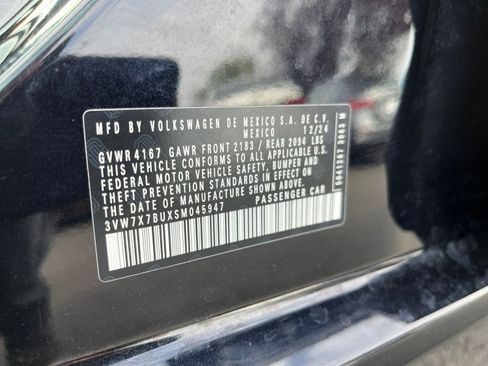 MFD BY VOLKSWAGEN DE MEXICO S.A. DE C.V.
MEXICO 12/24
GVWR 4167 GAWR FRONT 2183 / REAR 2094 LBS
THIS VEHICLE CONFORMS TO ALL APPLICABLE U.S.
FEDERAL MOTOR VEHICLE SAFETY, BUMPER AND
THEFT PREVENTION STANDARDS IN EFFECT ON
THE DATE OF MANUFACTURE SHOWN ABOVE.
3VW7X7BUXSM045947 PASSENGER CAR